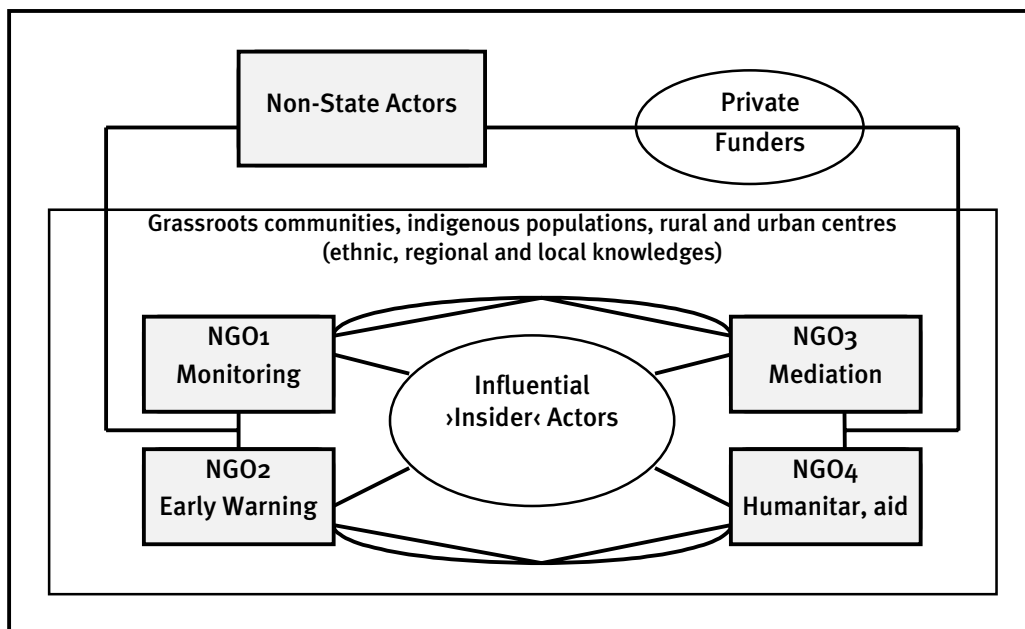 Non-State Actors
Private
Funders
Grassroots communities, indigenous populations, rural and urban centres
(ethnic, regional and local knowledges)
NGO1
Monitoring
NGO3
Mediation
Influential
›Insider‹ Actors
NGO2
Early Warning
NGO4
Humanitar, aid